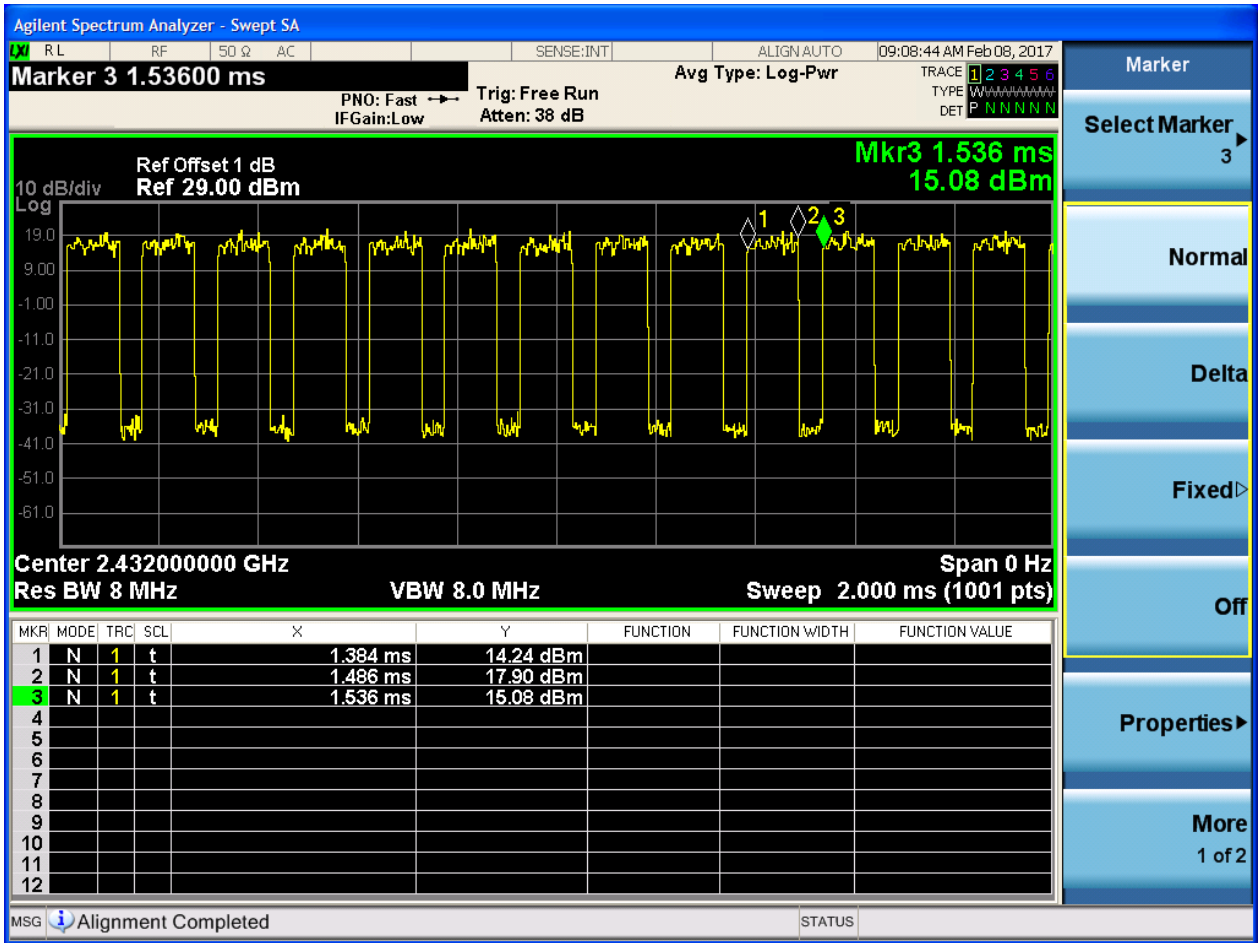 Agilent Spectrum Analyzer - Swept SA
LXI RL RF 50 Ω AC SENSE:INT ALIGN AUTO 09:08:44 AM Feb 08, 2017
Marker 3 1.53600 ms
PNO: Fast
IFGain:Low
Trig: Free Run
Atten: 38 dB
Avg Type: Log-Pwr
TRACE 1 2 3 4 5 6
TYPE W
DET P N N N N N
Ref Offset 1 dB
10 dB/div Ref 29.00 dBm
Log
Mkr3 1.536 ms
15.08 dBm
1 2 3
19.0
9.00
-1.00
-11.0
-21.0
-31.0
-41.0
-51.0
-61.0
Center 2.432000000 GHz Span 0 Hz
Res BW 8 MHz VBW 8.0 MHz Sweep 2.000 ms (1001 pts)
MKR MODE TRC SCL X Y FUNCTION FUNCTION WIDTH FUNCTION VALUE
1 N 1 t 1.384 ms 14.24 dBm
2 N 1 t 1.486 ms 17.90 dBm
3 N 1 t 1.536 ms 15.08 dBm
4
5
6
7
8
9
10
11
12
MSG Alignment Completed STATUS
Marker
Select Marker
3
Normal
Delta
Fixed
Off
Properties
More
1 of 2